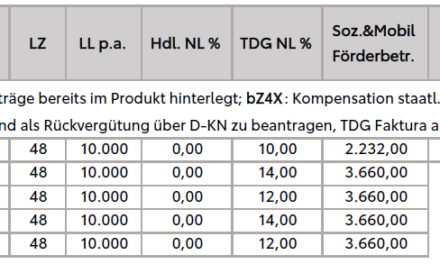 LZ LL p.a. Hdl. NL % TDG NL % Soz.&Mobil Förderbetr.
träge bereits im Produkt hinterlegt; bZ4X: Kompensation staatl.
nd als Rückvergütung über D-KN zu beantragen, TDG Faktura a
48 10.000 0,00 10,00 2.232,00
48 10.000 0,00 14,00 3.660,00
48 10.000 0,00 12,00 3.660,00
48 10.000 0,00 14,00 3.660,00
48 10.000 0,00 12,00 3.660,00